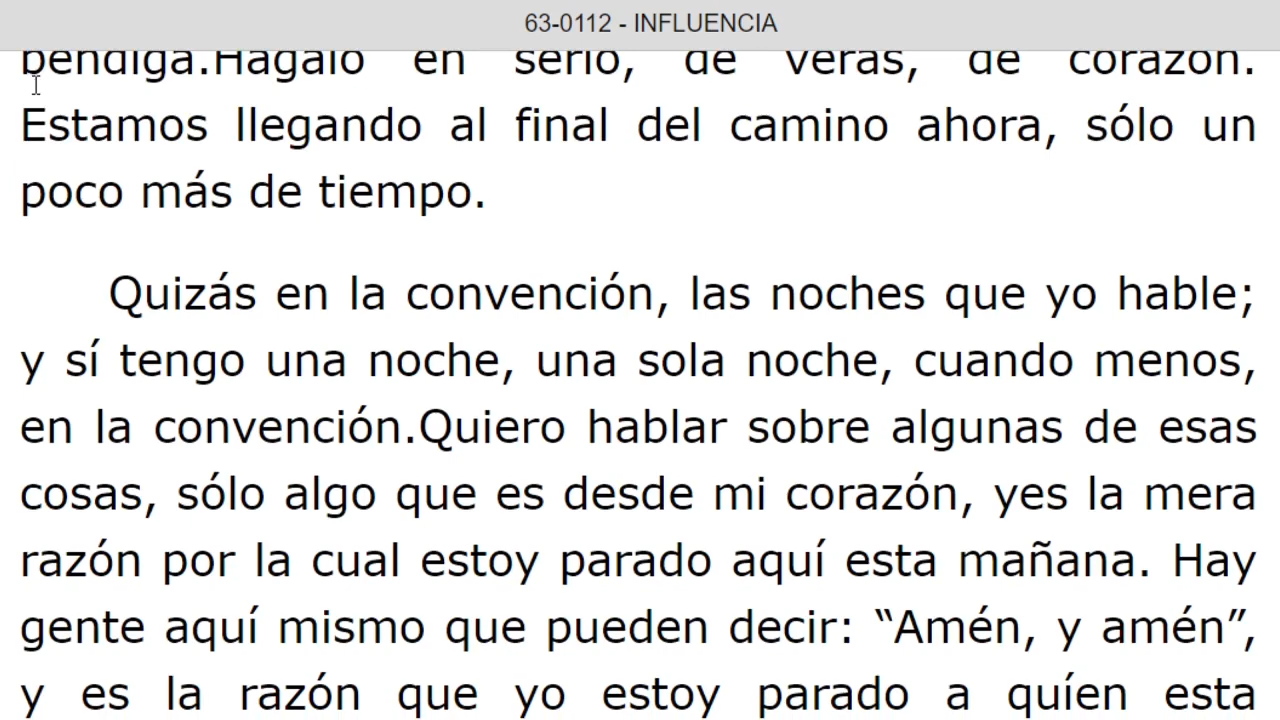 63-0112 - INFLUENCIA
bendiga.Hágalo en serio, de veras, de corazón.
Estamos llegando al final del camino ahora, sólo un
poco más de tiempo.
Quizás en la convención, las noches que yo hable;
y sí tengo una noche, una sola noche, cuando menos,
en la convención.Quiero hablar sobre algunas de esas
cosas, sólo algo que es desde mi corazón, yes la mera
razón por la cual estoy parado aquí esta mañana. Hay
gente aquí mismo que pueden decir: “Amén, y amén”,
y es la razón que yo estoy parado a quíen esta